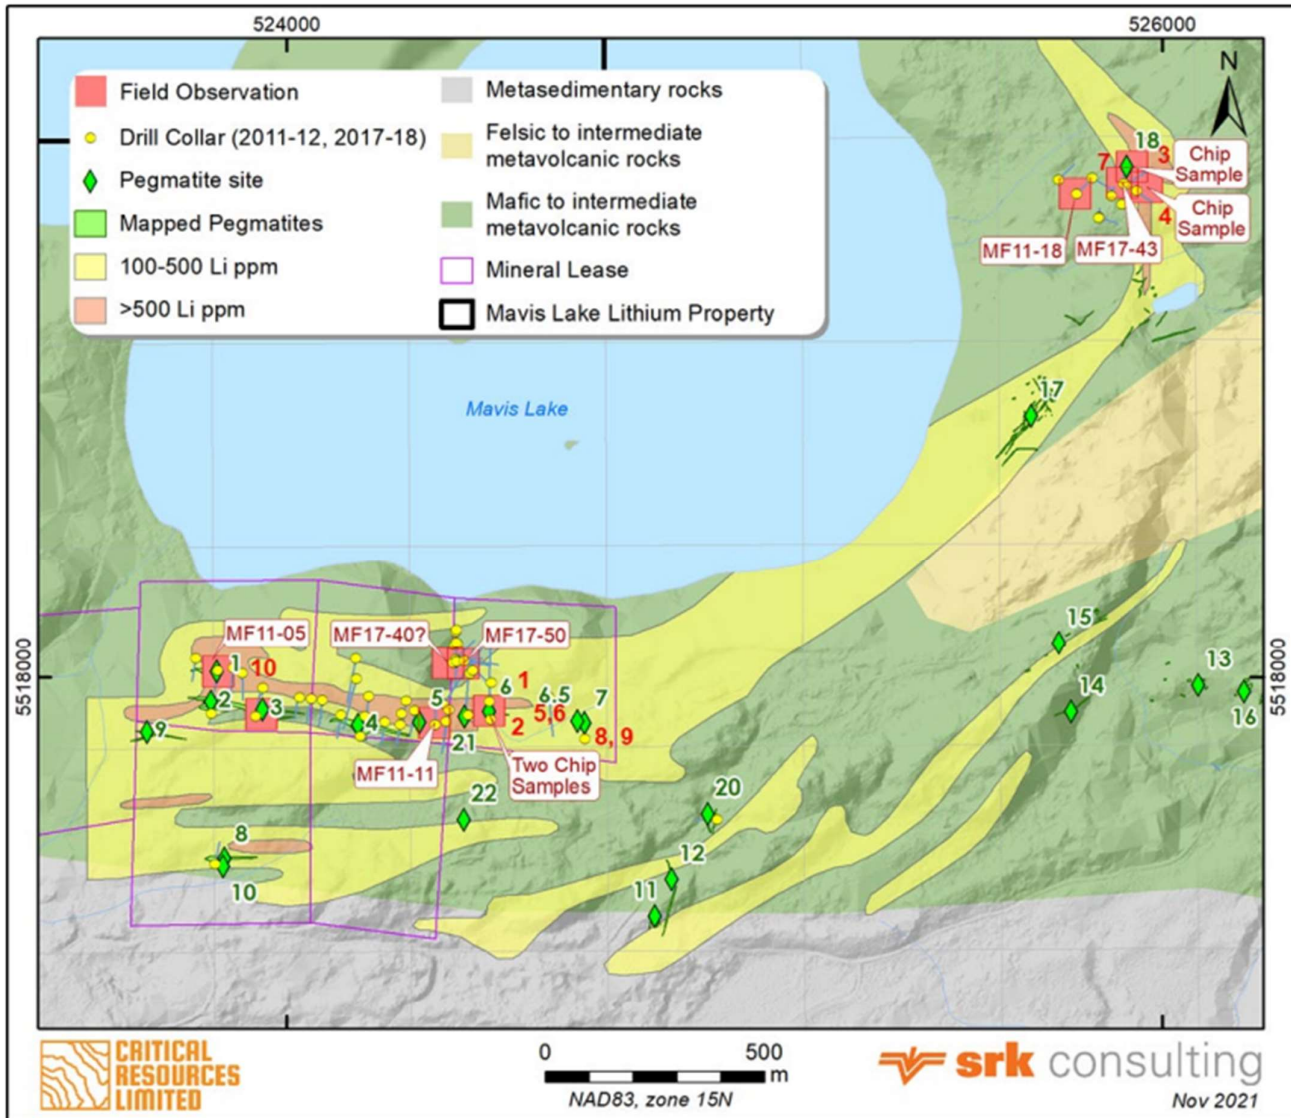 524000
526000
N
Field Observation
Drill Collar (2011-12, 2017-18)
Pegmatite site
Mapped Pegmatites
100-500 Li ppm
>500 Li ppm
Metasedimentary rocks
Felsic to intermediate
metavolcanic rocks
Mafic to intermediate
metavolcanic rocks
Mineral Lease
Mavis Lake Lithium Property
18
7
3
Chip
Sample
4
Chip
Sample
MF11-18
MF17-43
17
Mavis Lake
5518000
5518000
MF11-05
MF17-40?
MF17-50
1
10
2
3
9
4
5
21
6
1
2
6.5
5,6
7
8, 9
MF11-11
Two Chip
Samples
15
14
13
16
22
20
8
10
12
11
CRITICAL
RESOURCES
LIMITED
0
500
m
NAD83, zone 15N
srk consulting
Nov 2021